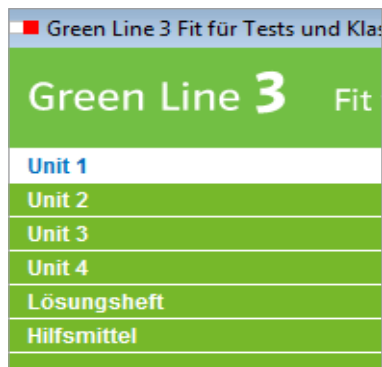 Green Line 3 Fit für Tests und Klas
Green Line 3 Fit
Unit 1
Unit 2
Unit 3
Unit 4
Lösungsheft
Hilfsmittel